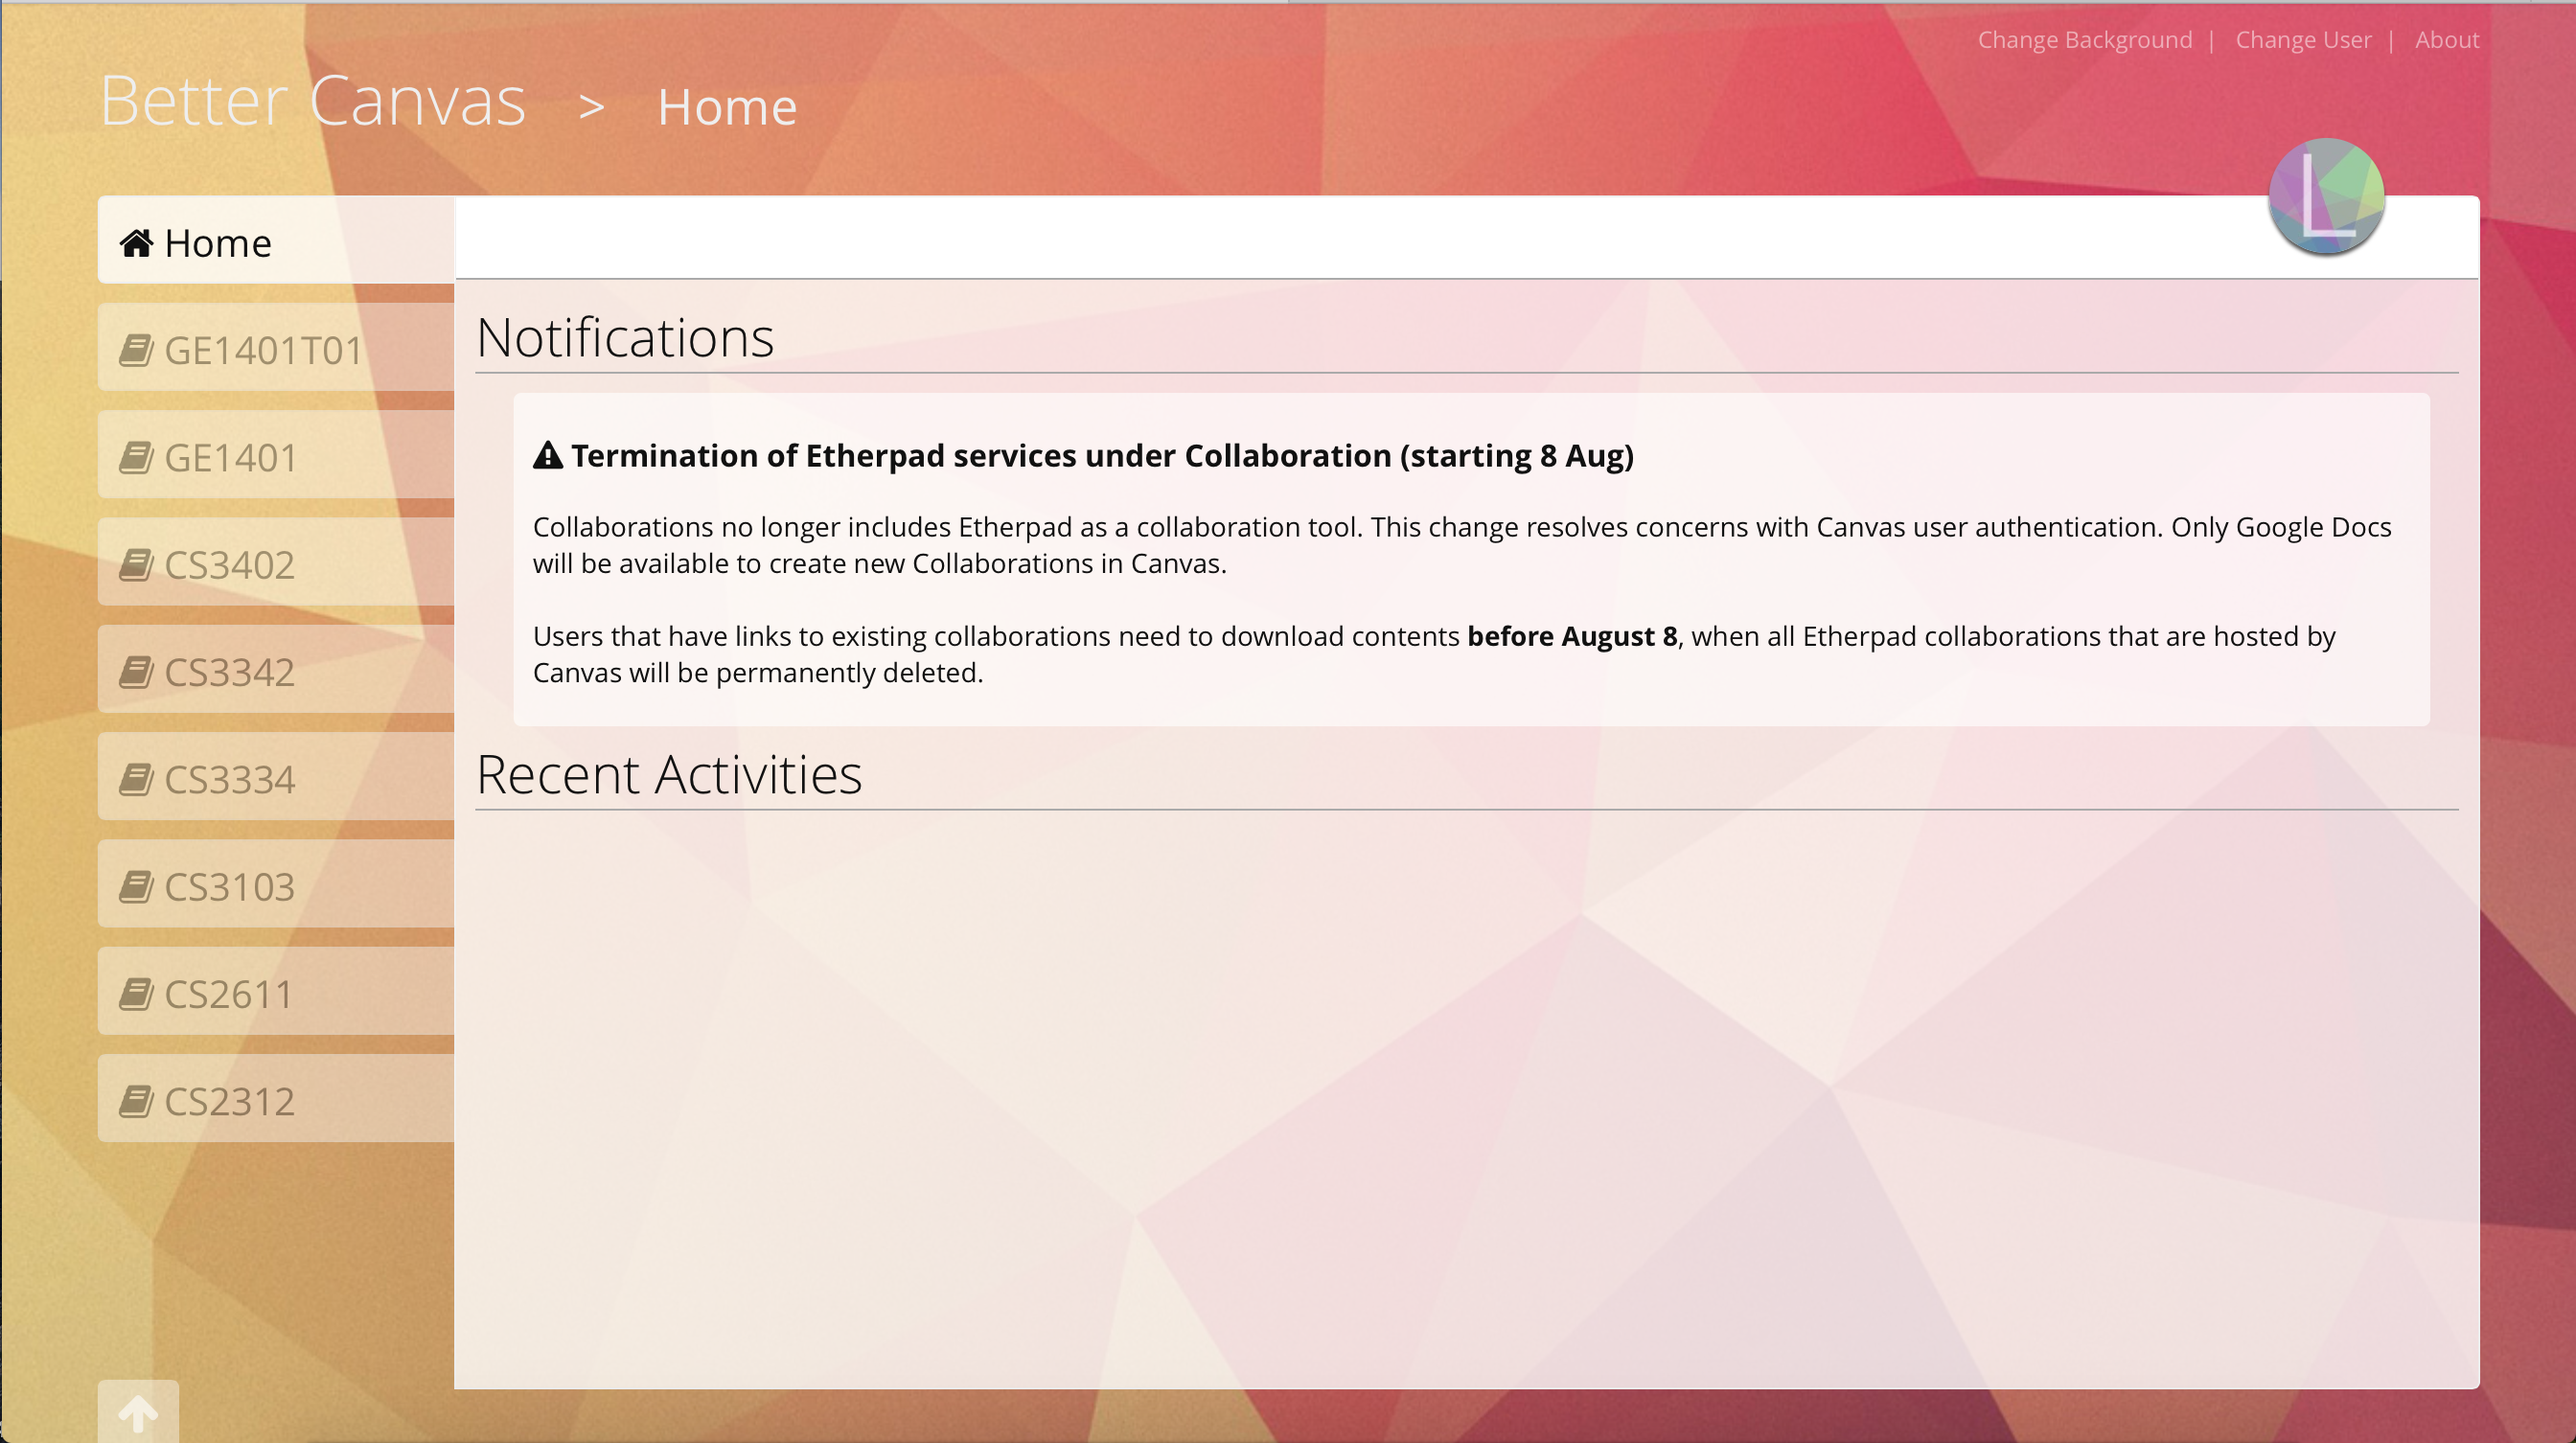 Change Background | Change User | About
Better Canvas > Home
Home
GE1401T01
GE1401
CS3402
CS3342
CS3334
CS3103
CS2611
CS2312
L
Notifications
Termination of Etherpad services under Collaboration (starting 8 Aug)
Collaborations no longer includes Etherpad as a collaboration tool. This change resolves concerns with Canvas user authentication. Only Google Docs
will be available to create new Collaborations in Canvas.
Users that have links to existing collaborations need to download contents before August 8, when all Etherpad collaborations that are hosted by
Canvas will be permanently deleted.
Recent Activities